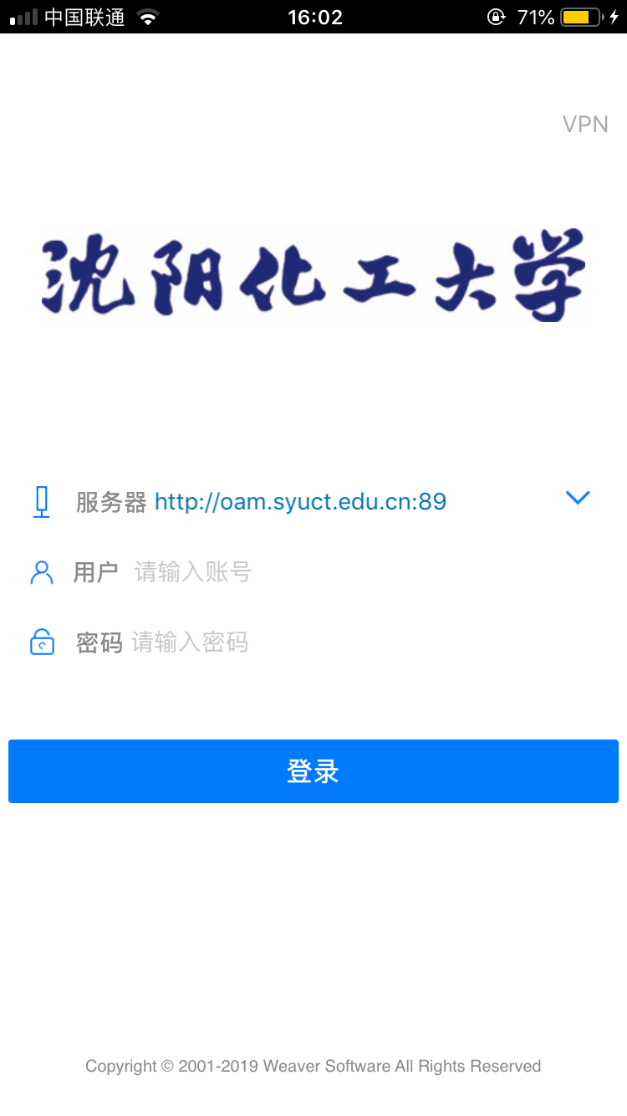 中国联通 16:02 71%
VPN
沈阳化工大学
服务器 http://oam.syuct.edu.cn:89
用户 请输入账号
密码 请输入密码
登录
Copyright © 2001-2019 Weaver Software All Rights Reserved